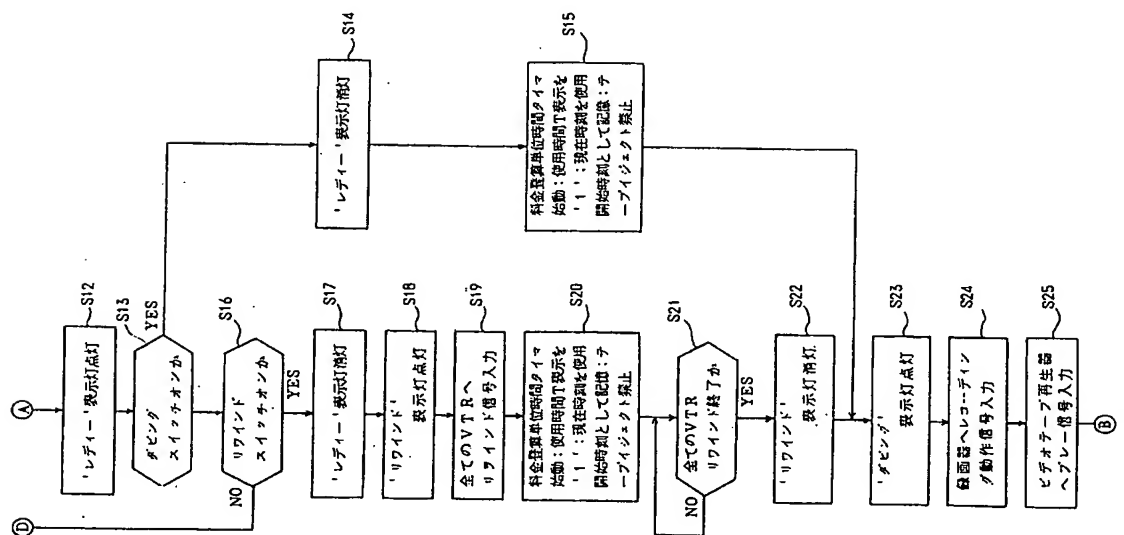 Ⓐ
Ⓓ
S12
'レディー'表示灯点灯
S13
ダビング
スイッチオンか
YES
S14
'レディー'表示灯消灯
S15
料金登算単位時間タイマ
始動:使用時間T表示を
'1':現在時刻を使用
開始時刻として記憶:テ
ープイジェクト禁止
S16
リワインド
スイッチオンか
NO
YES
S17
'レディー'表示灯消灯
S18
'リワインド'
表示灯点灯
S19
全てのVTRへ
リワインド信号入力
S20
料金登算単位時間タイマ
始動:使用時間T表示を
'1':現在時刻を使用
開始時刻として記憶:テ
ープイジェクト禁止
S21
全てのVTR
リワインド終了か
NO
YES
S22
'リワインド'
表示灯消灯
S23
'ダビング'
表示灯点灯
S24
録画器へレコーディン
グ動作信号入力
S25
ビデオテープ再生器
へプレー信号入力
Ⓑ